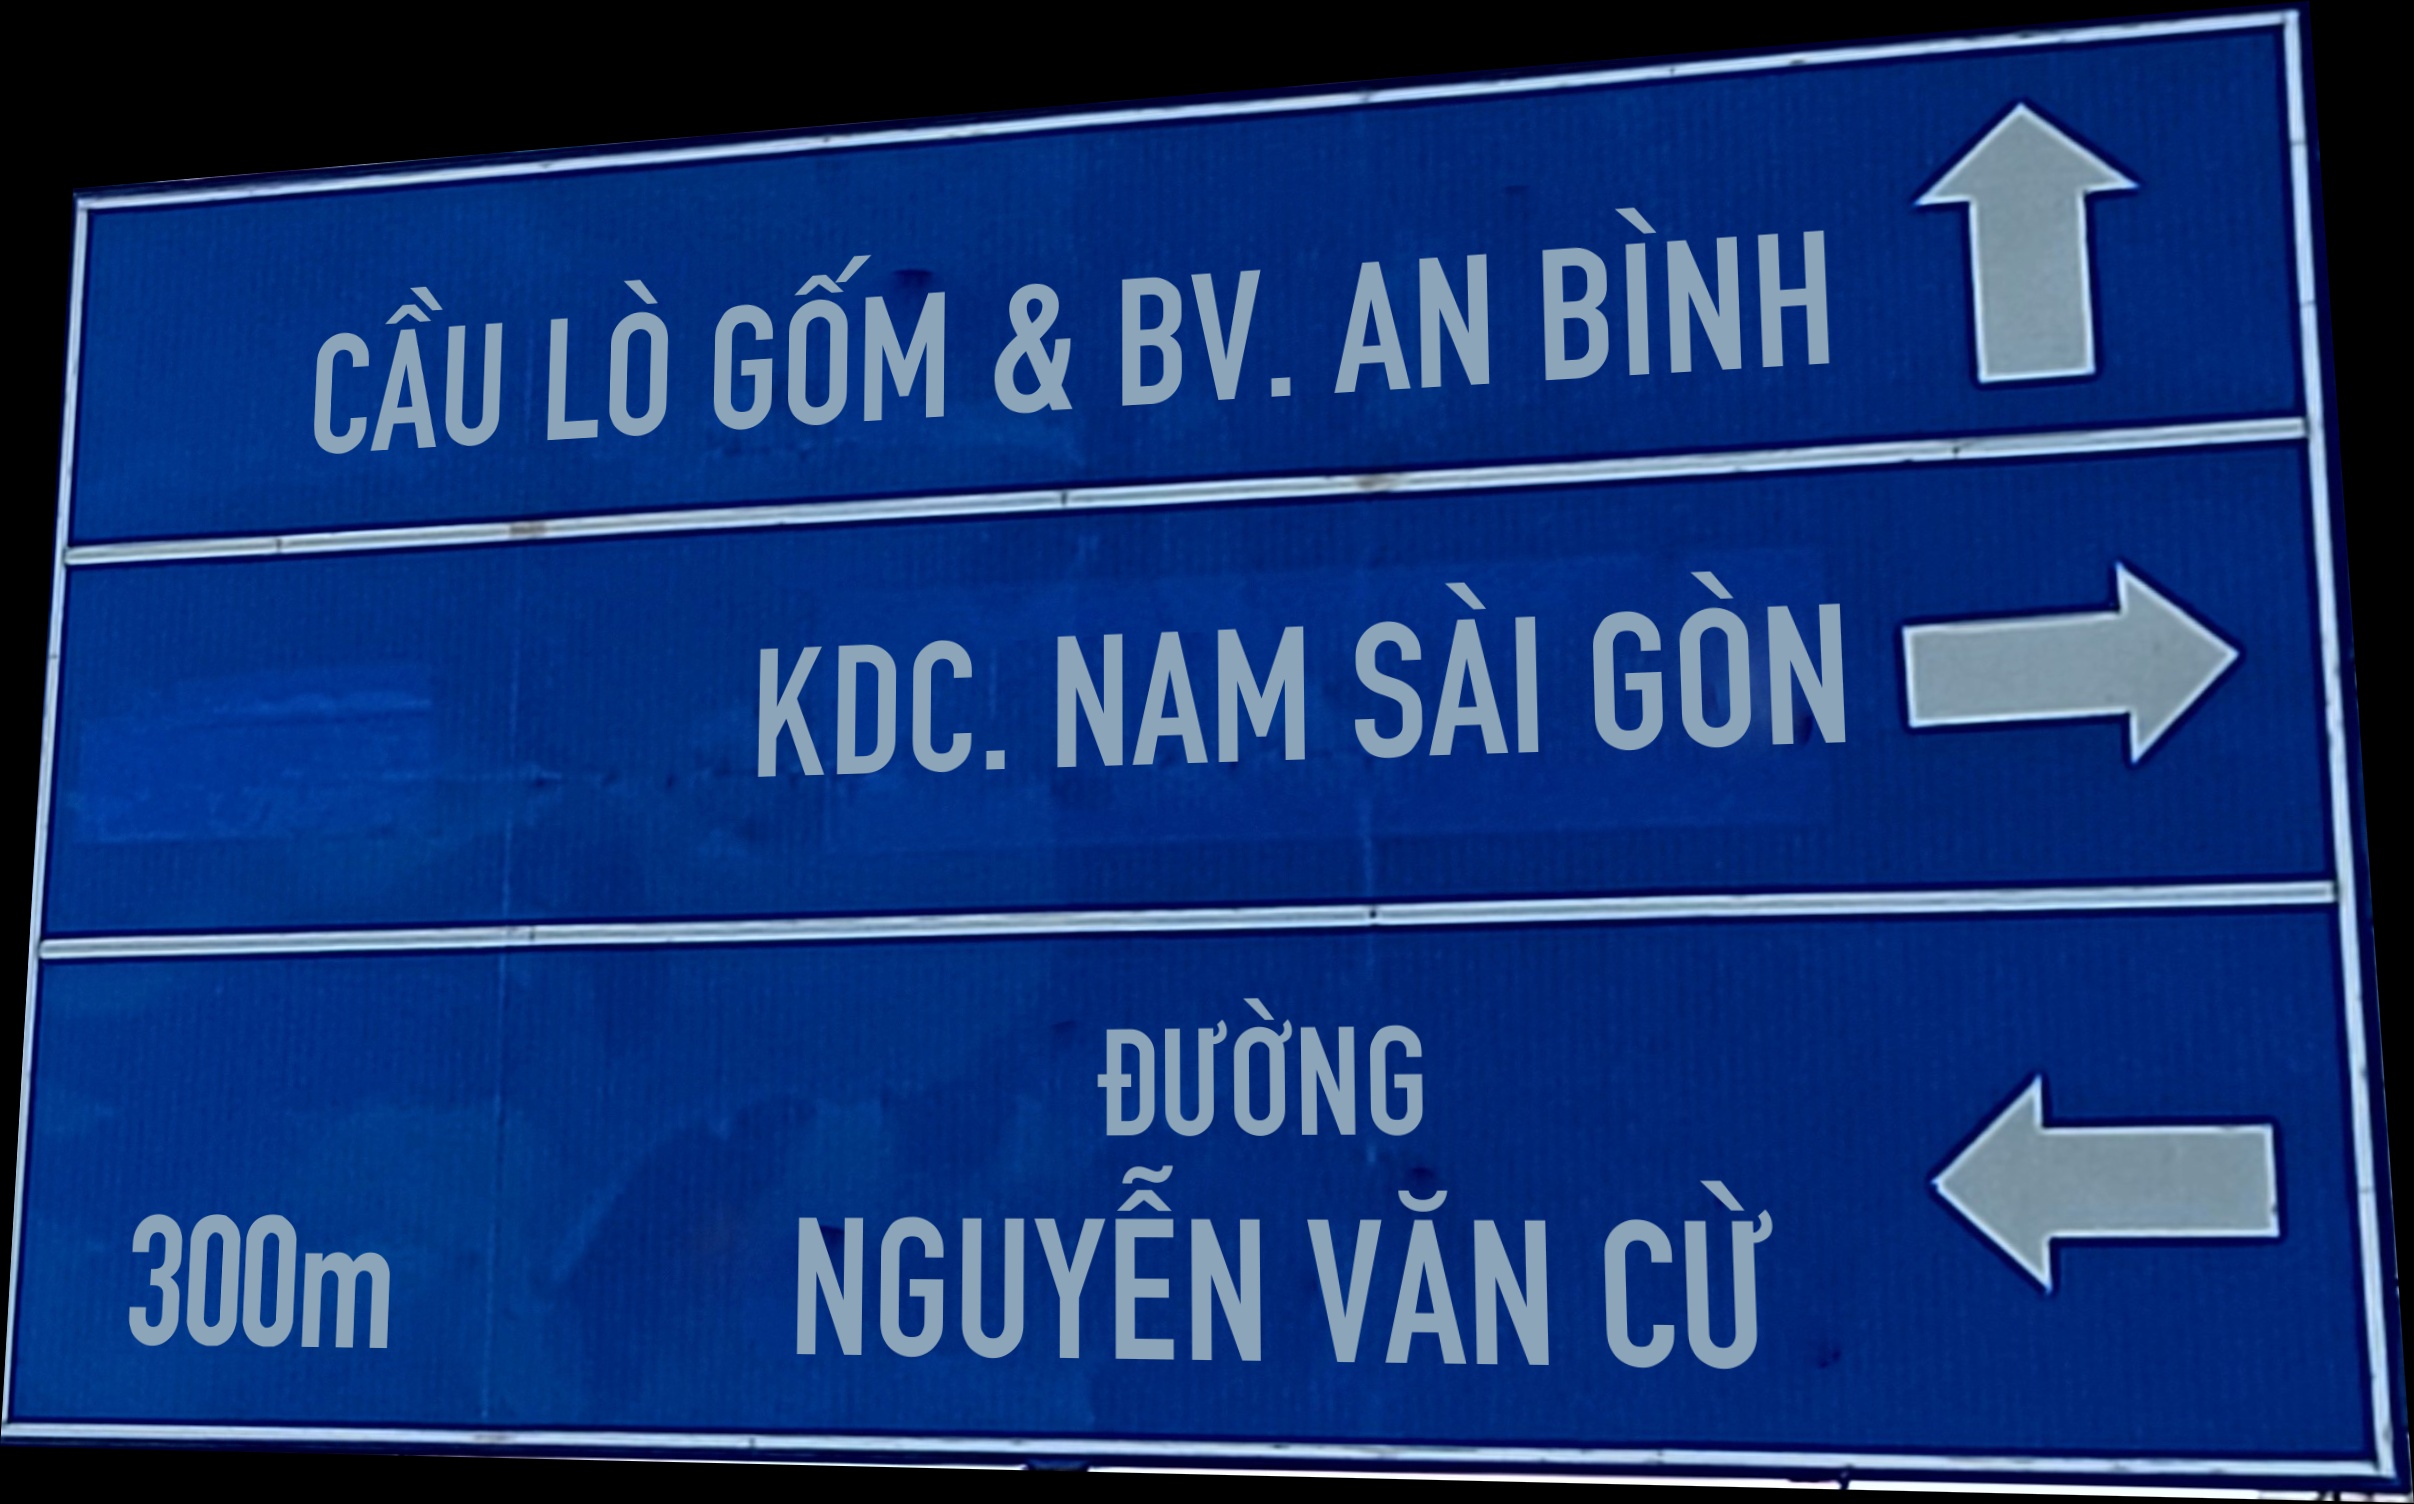 CẦU LÒ GỐM & BV. AN BÌNH
KDC. NAM SÀI GÒN
ĐƯỜNG
NGUYỄN VĂN CỪ
300m